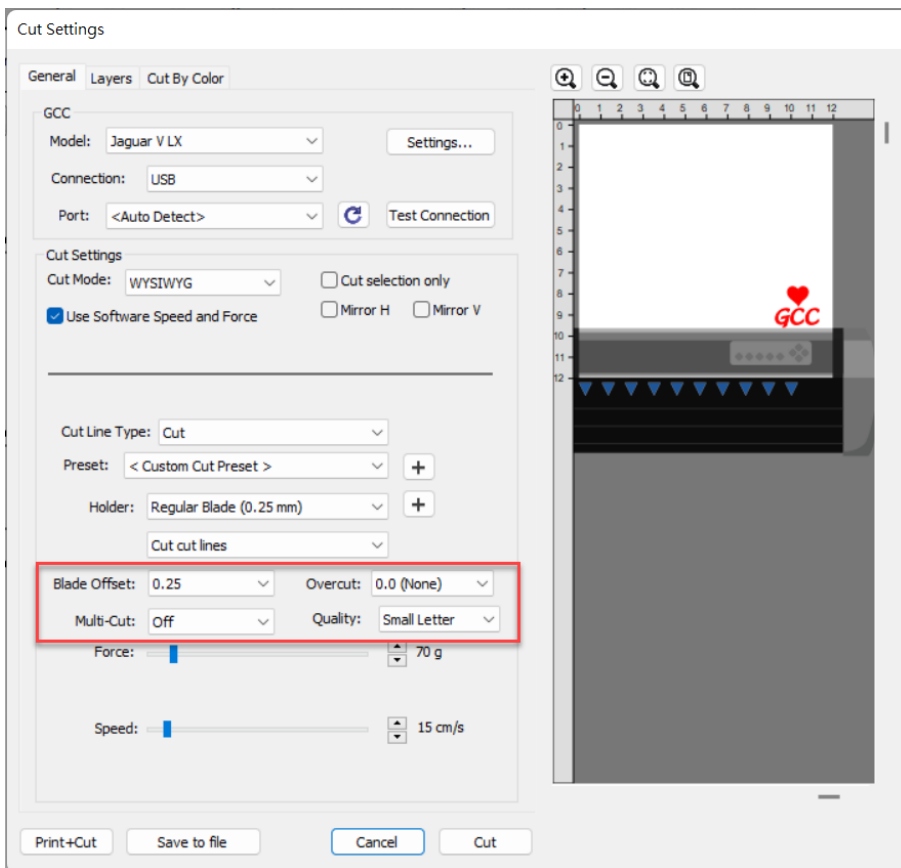 Cut Settings
General Layers Cut By Color
GCC
Model: Jaguar V LX Settings...
Connection: USB
Port: <Auto Detect> Test Connection
Cut Settings
Cut Mode: WYSIWYG Cut selection only
Use Software Speed and Force Mirror H Mirror V
Cut Line Type: Cut
Preset: < Custom Cut Preset > +
Holder: Regular Blade (0.25 mm) +
Cut cut lines
Blade Offset: 0.25 Overcut: 0.0 (None)
Multi-Cut: Off Quality: Small Letter
Force: 70 g
Speed: 15 cm/s
Print+Cut Save to file Cancel Cut
0 1 2 3 4 5 6 7 8 9 10 11 12
0
1
2
3
4
5
6
7
8
9
10
11
12
GCC